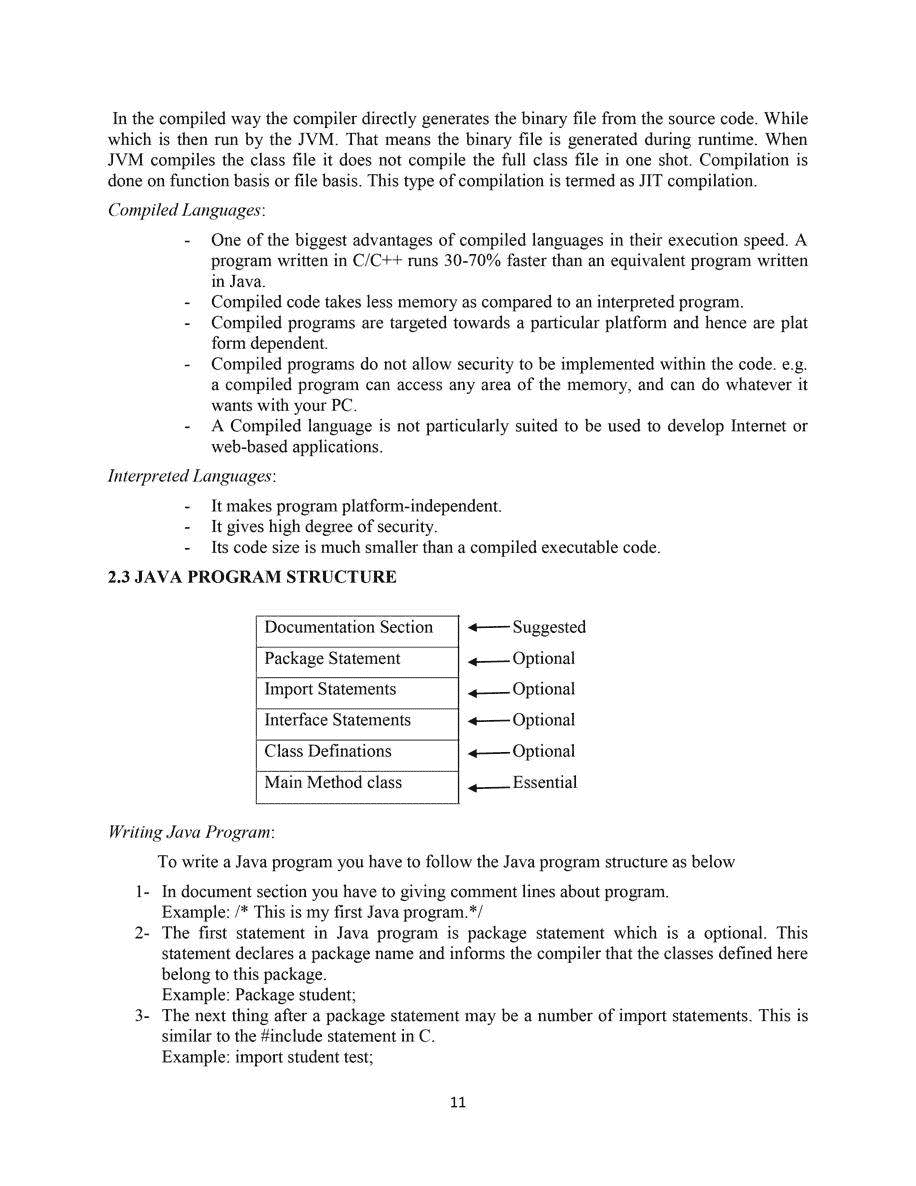 In the compiled way the compiler directly generates the binary file from the source code. While
which is then run by the JVM. That means the binary file is generated during runtime. When
JVM compiles the class file it does not compile the full class file in one shot. Compilation is
done on function basis or file basis. This type of compilation is termed as JIT compilation.
Compiled Languages:
- One of the biggest advantages of compiled languages in their execution speed. A
program written in C/C++ runs 30-70% faster than an equivalent program written
in Java.
- Compiled code takes less memory as compared to an interpreted program.
- Compiled programs are targeted towards a particular platform and hence are plat
form dependent.
- Compiled programs do not allow security to be implemented within the code. e.g.
a compiled program can access any area of the memory, and can do whatever it
wants with your PC.
- A Compiled language is not particularly suited to be used to develop Internet or
web-based applications.
Interpreted Languages:
- It makes program platform-independent.
- It gives high degree of security.
- Its code size is much smaller than a compiled executable code.
2.3 JAVA PROGRAM STRUCTURE
Documentation Section Suggested
Package Statement Optional
Import Statements Optional
Interface Statements Optional
Class Definations Optional
Main Method class Essential
Writing Java Program:
To write a Java program you have to follow the Java program structure as below
1- In document section you have to giving comment lines about program.
Example: /* This is my first Java program.*/
2- The first statement in Java program is package statement which is a optional. This
statement declares a package name and informs the compiler that the classes defined here
belong to this package.
Example: Package student;
3- The next thing after a package statement may be a number of import statements. This is
similar to the #include statement in C.
Example: import student test;
11